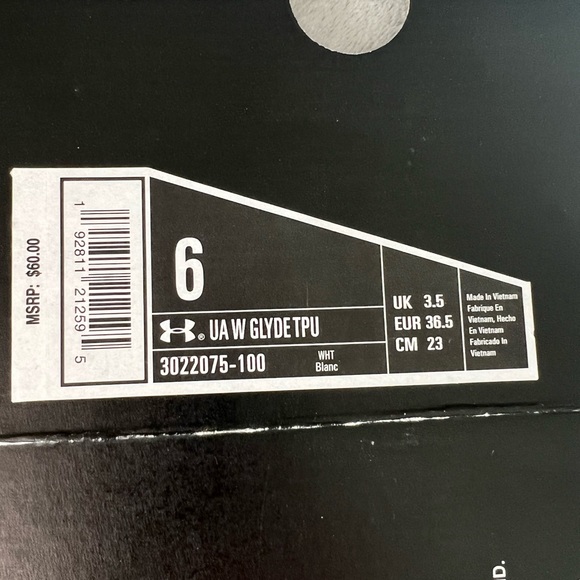 MSRP: $60.00
1 92811 21259 5
6
® UA W GLYDE TPU
3022075-100
WHT
Blanc
UK 3.5
EUR 36.5
CM 23
Made In Vietnam
Fabrique En
Vietnam, Hecho
En Vietnam
Fabricado In
Vietnam
D.